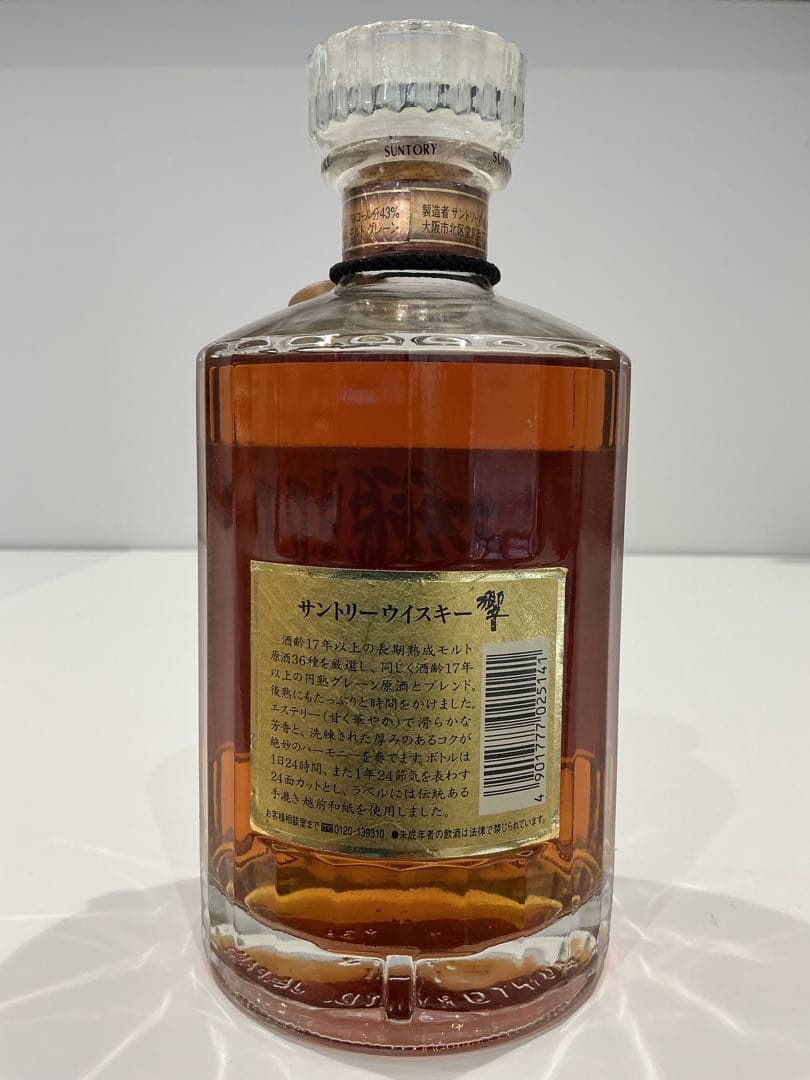 SUNTORY
アルコール分43%
モルト、グレーン
製造者 サントリー
大阪市北区堂島
サントリーウイスキー 響
酒齢17年以上の長期熟成モルト
原酒36種を厳選し、同じく酒齢17年
以上の円熟グレーン原酒とブレンド。
後熟にもたっぷりと時間をかけました。
エステリー(甘く華やか)で滑らかな
芳香と、洗練された厚みのあるコクが
絶妙のハーモニーを奏でます。ボトルは
1日24時間、また1年24節気を表わす
24面カットとし、ラベルには伝統ある
手漉き越前和紙を使用しました。
お客様相談室まで 0120-139310 ●未成年者の飲酒は法律で禁じられています。
4 901777 025141